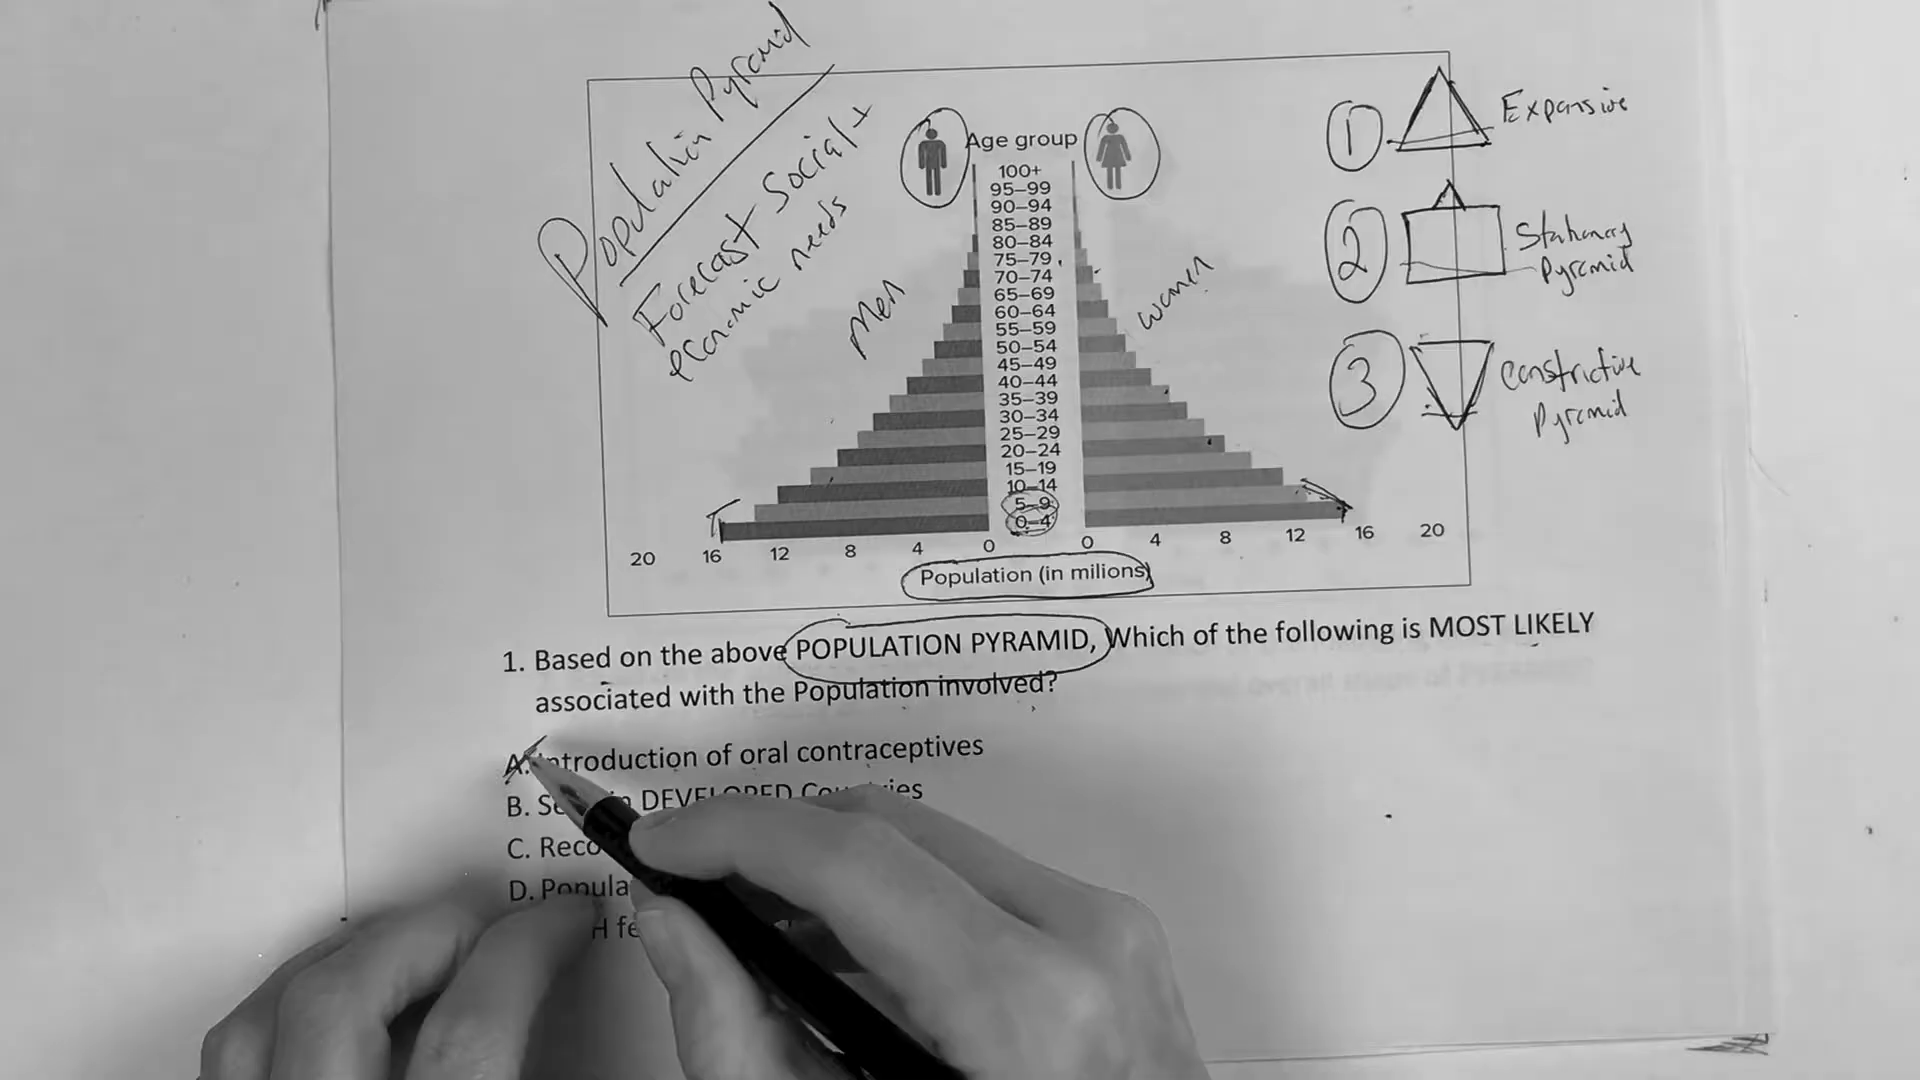 Population Pyramid
Forecast Social +
economic needs
Men
Women
Age group
100+
95–99
90–94
85–89
80–84
75–79
70–74
65–69
60–64
55–59
50–54
45–49
40–44
35–39
30–34
25–29
20–24
15–19
10–14
5–9
0–4
20 16 12 8 4 0 0 4 8 12 16 20
Population (in milions)
1 Expansive
2 Stationary
Pyramid
3 Constrictive
Pyramid
1. Based on the above POPULATION PYRAMID, Which of the following is MOST LIKELY
associated with the Population involved?
A. Introduction of oral contraceptives
B. in DEVELOPED Countries
C.
D.